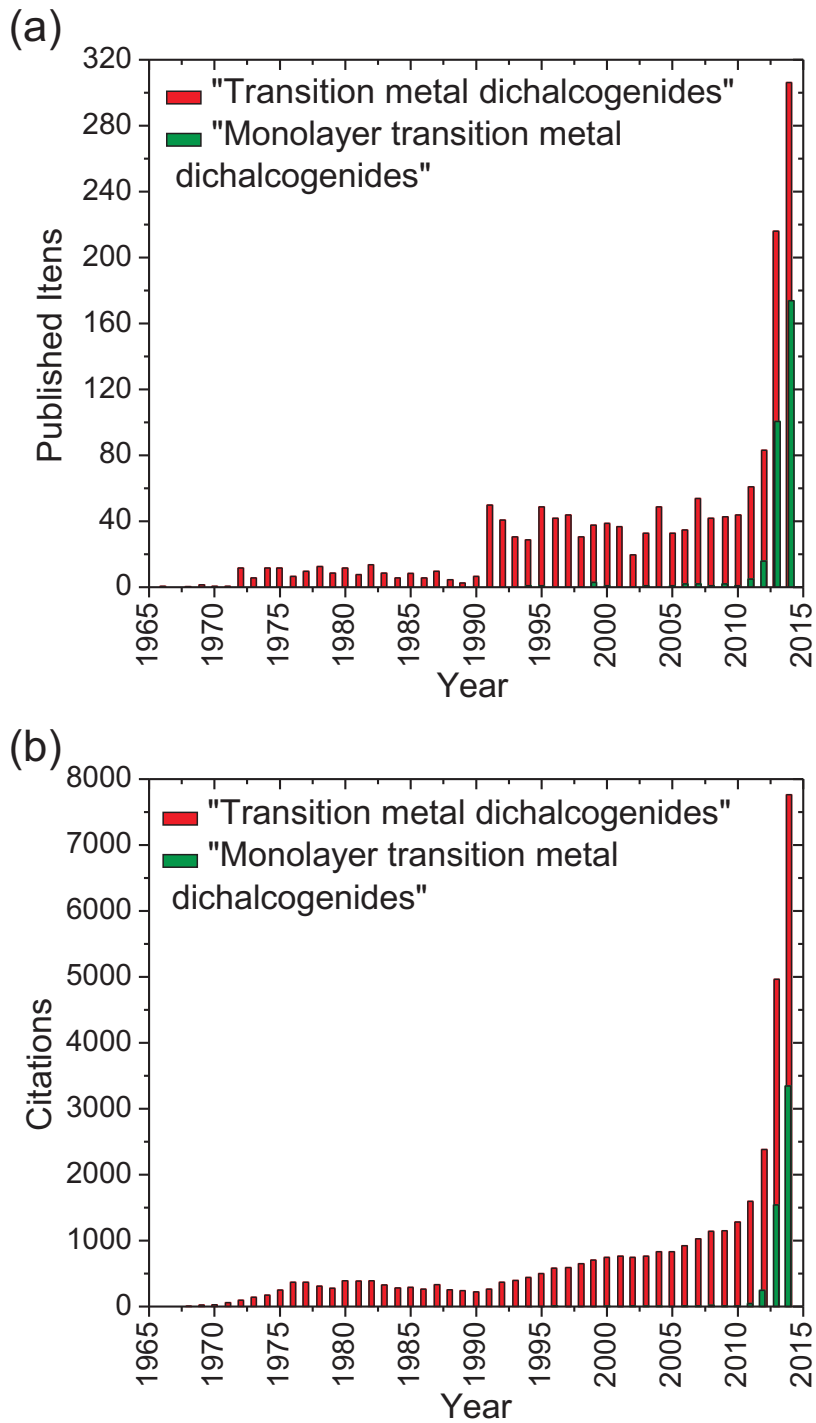 (a)
320
280
240
200
160
120
80
40
0
Published Itens
"Transition metal dichalcogenides"
"Monolayer transition metal
dichalcogenides"
1965 1970 1975 1980 1985 1990 1995 2000 2005 2010 2015
Year
(b)
8000
7000
6000
5000
4000
3000
2000
1000
0
Citations
"Transition metal dichalcogenides"
"Monolayer transition metal
dichalcogenides"
1965 1970 1975 1980 1985 1990 1995 2000 2005 2010 2015
Year